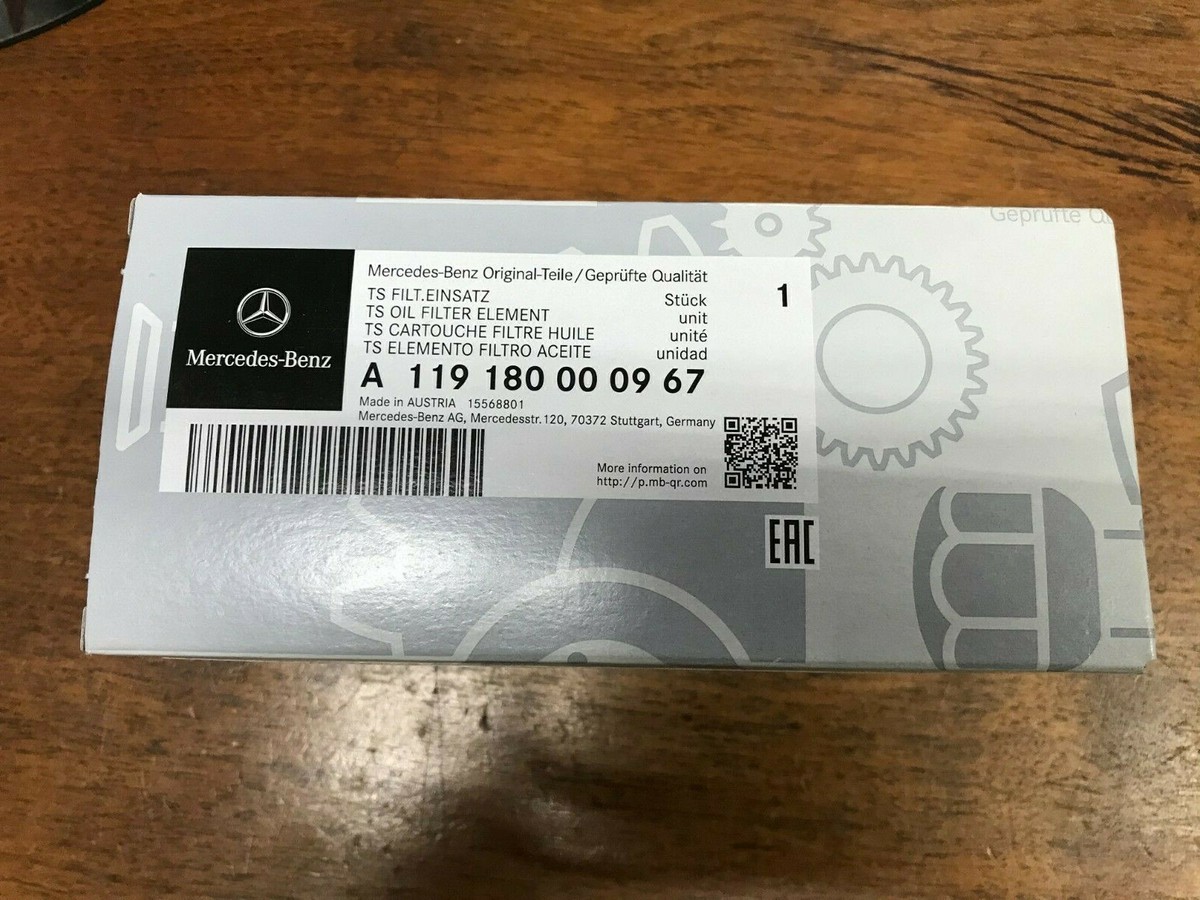 Geprüfte Q
Mercedes-Benz
Mercedes-Benz Original-Teile/Geprüfte Qualität
TS FILT.EINSATZ Stück 1
TS OIL FILTER ELEMENT unit
TS CARTOUCHE FILTRE HUILE unité
TS ELEMENTO FILTRO ACEITE unidad
A 119 180 00 09 67
Made in AUSTRIA 15568801
Mercedes-Benz AG, Mercedesstr. 120, 70372 Stuttgart, Germany
More information on
http://p.mb-qr.com
EAC